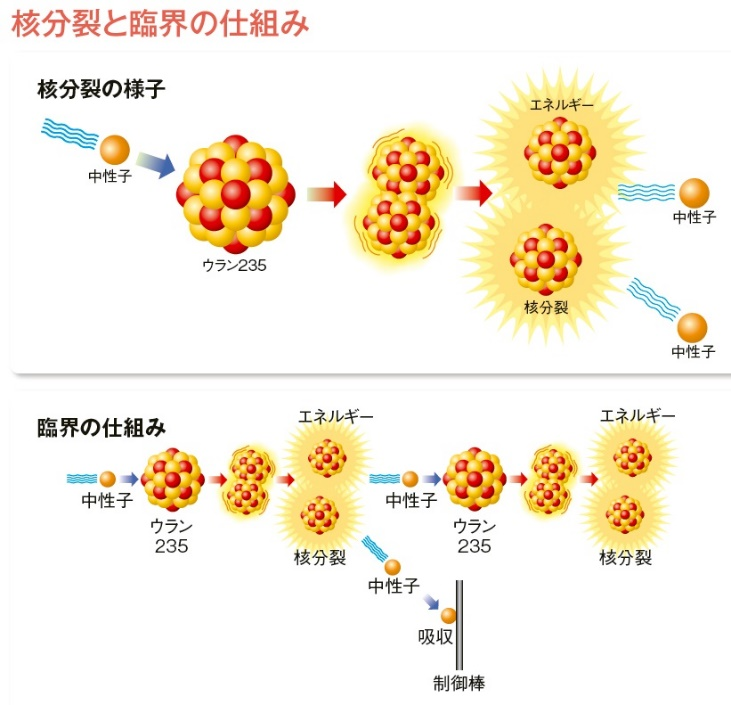 核分裂と臨界の仕組み
核分裂の様子
エネルギー
中性子
中性子
ウラン235
核分裂
中性子
臨界の仕組み
エネルギー
エネルギー
中性子
中性子
ウラン
235
ウラン
235
核分裂
核分裂
中性子
吸収
制御棒